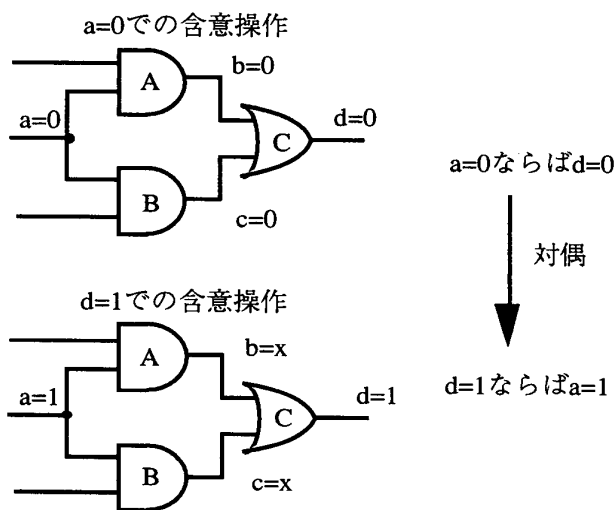 a=0での含意操作
A
b=0
a=0
C
d=0
B
c=0
a=0ならばd=0
対偶
d=1での含意操作
A
b=x
a=1
C
d=1
B
c=x
d=1ならばa=1